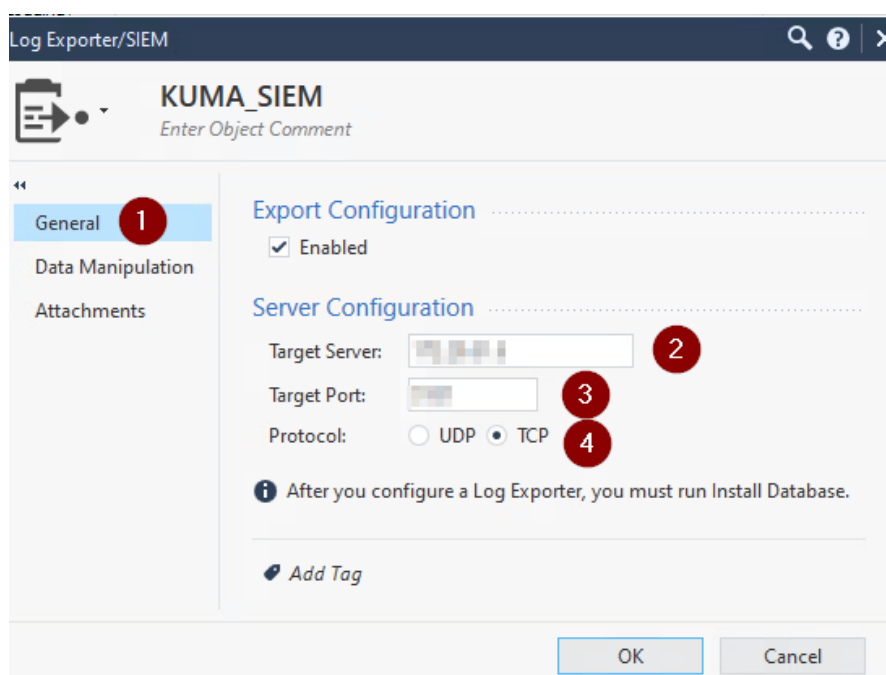 Log Exporter/SIEM
KUMA_SIEM
Enter Object Comment
General 1
Data Manipulation
Attachments
Export Configuration
Enabled
Server Configuration
Target Server: 2
Target Port: 3
Protocol: UDP TCP 4
After you configure a Log Exporter, you must run Install Database.
Add Tag
OK Cancel